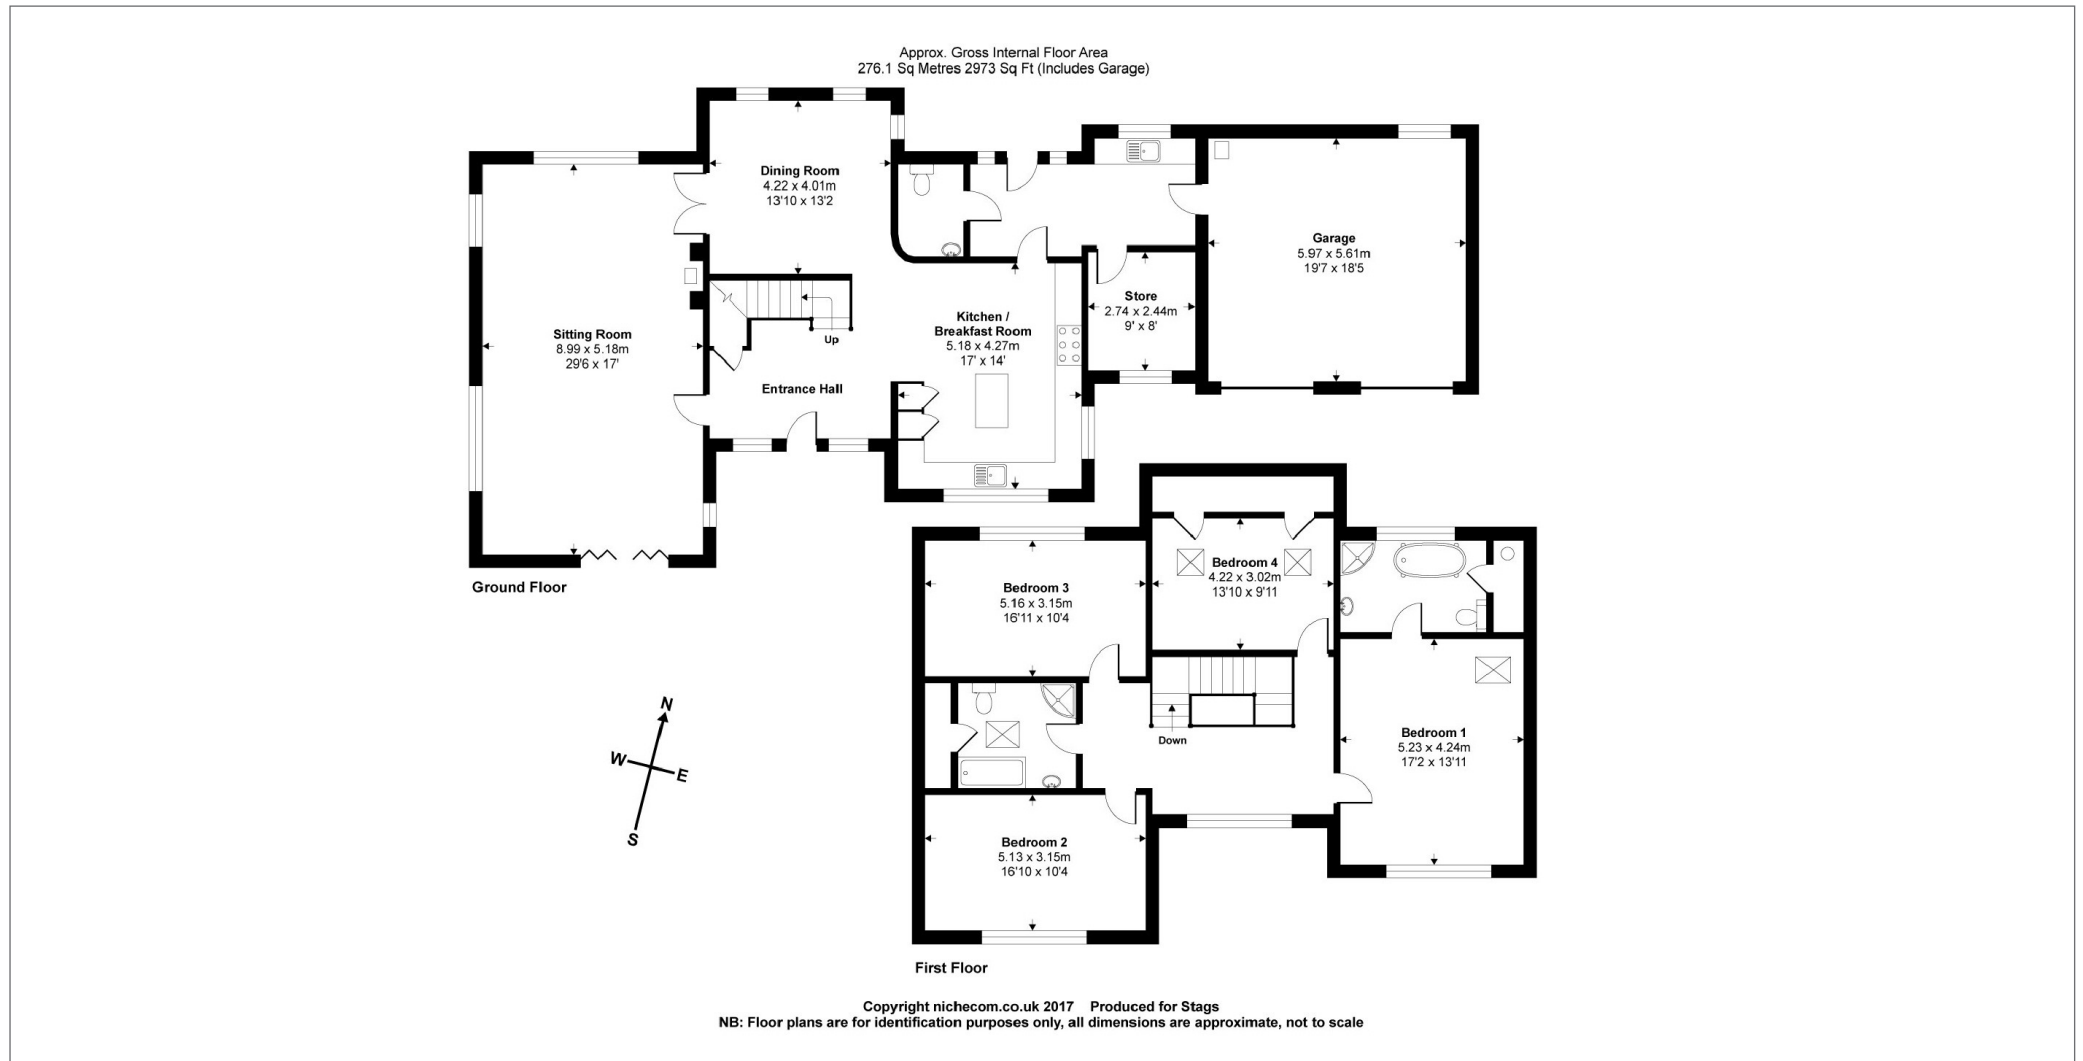 Approx. Gross Internal Floor Area
276.1 Sq Metres 2973 Sq Ft (Includes Garage)
Dining Room
4.22 x 4.01m
13'10 x 13'2
Garage
5.97 x 5.61m
19'7 x 18'5
Store
2.74 x 2.44m
9' x 8'
Kitchen /
Breakfast Room
5.18 x 4.27m
17' x 14'
Sitting Room
8.99 x 5.18m
29'6 x 17'
Up
Entrance Hall
Ground Floor
Bedroom 3
5.16 x 3.15m
16'11 x 10'4
Bedroom 4
4.22 x 3.02m
13'10 x 9'11
Bedroom 1
5.23 x 4.24m
17'2 x 13'11
Down
N
W
E
S
Bedroom 2
5.13 x 3.15m
16'10 x 10'4
First Floor
Copyright nichecom.co.uk 2017 Produced for Stags
NB: Floor plans are for identification purposes only, all dimensions are approximate, not to scale